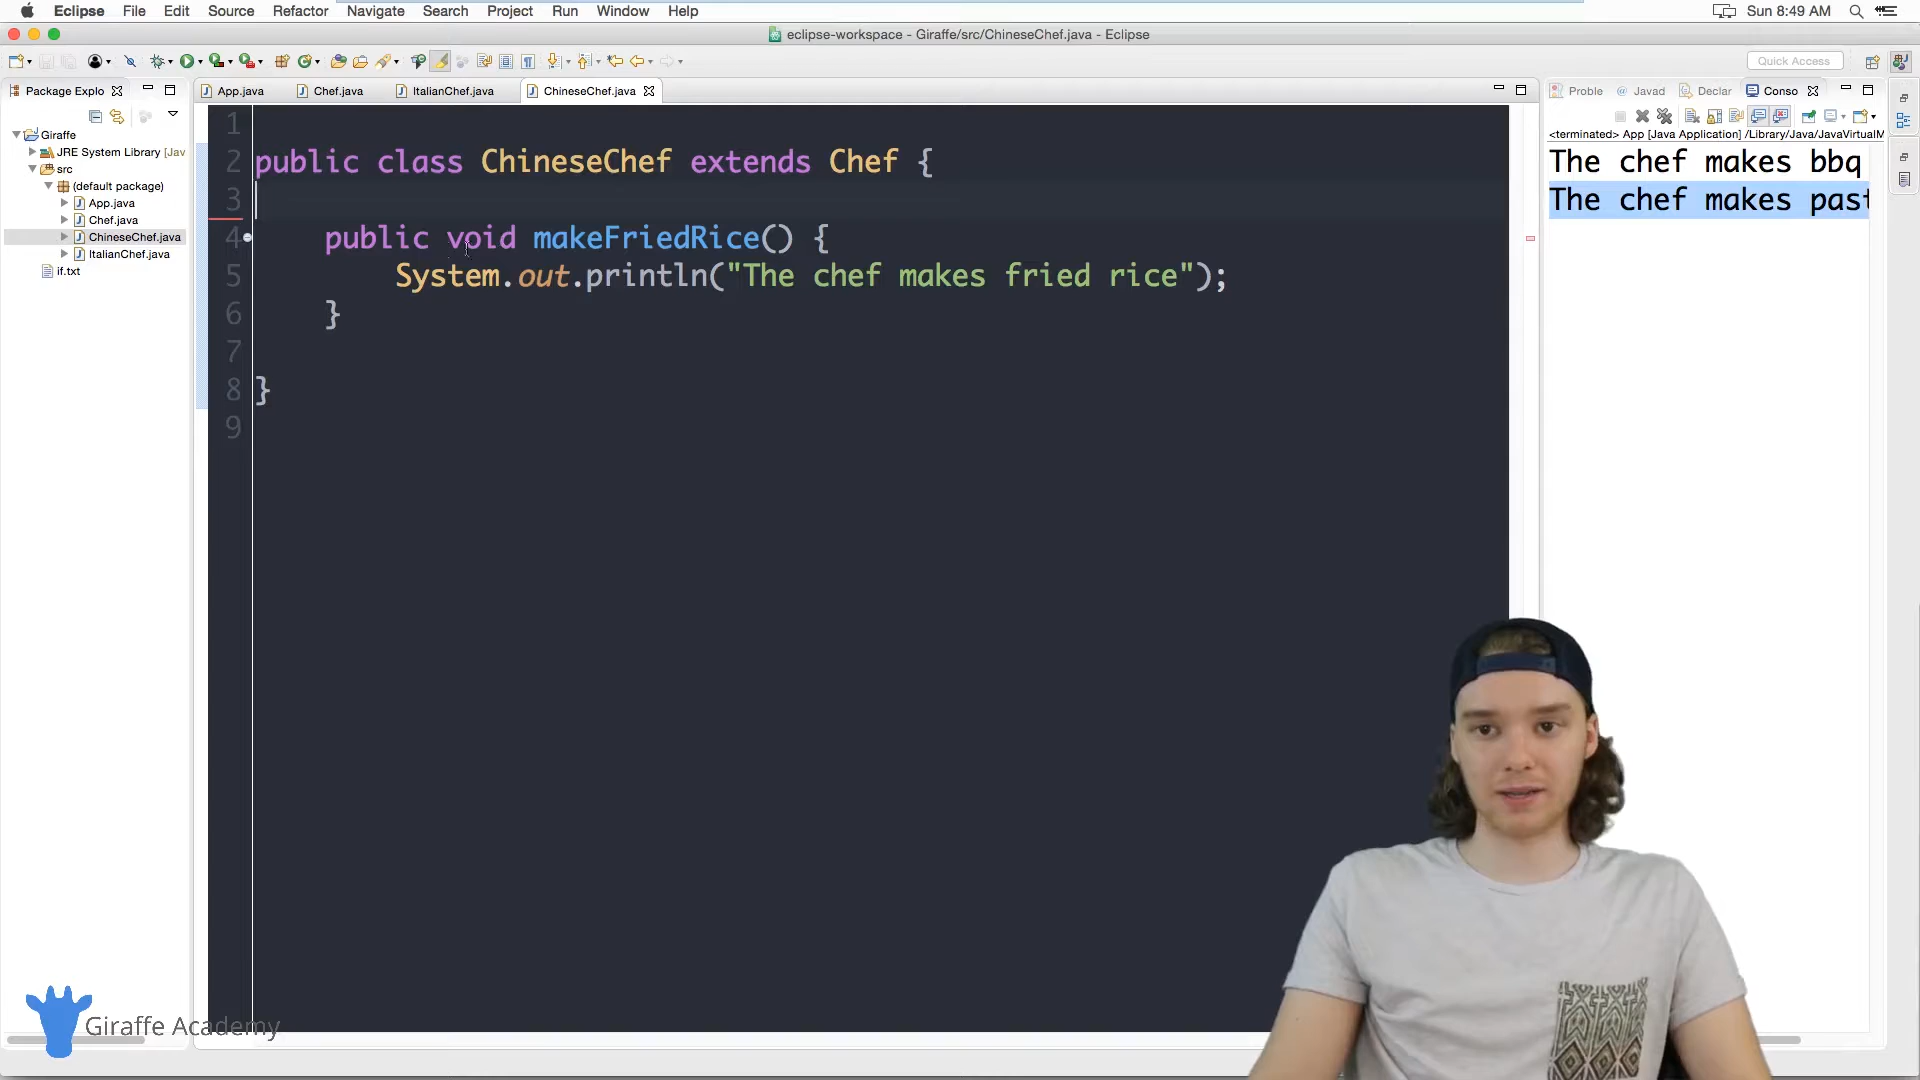 Eclipse File Edit Source Refactor Navigate Search Project Run Window Help Sun 8:49 AM
eclipse-workspace - Giraffe/src/ChineseChef.java - Eclipse
Quick Access
Package Explo App.java Chef.java ItalianChef.java ChineseChef.java Proble Javad Declar Conso
Giraffe
JRE System Library [Jav
src
(default package)
App.java
Chef.java
ChineseChef.java
ItalianChef.java
if.txt
1
2 public class ChineseChef extends Chef {
3
4 public void makeFriedRice() {
5 System.out.println("The chef makes fried rice");
6 }
7
8 }
9
<terminated> App [Java Application] /Library/Java/JavaVirtualM
The chef makes bbq
The chef makes past
Giraffe Academy